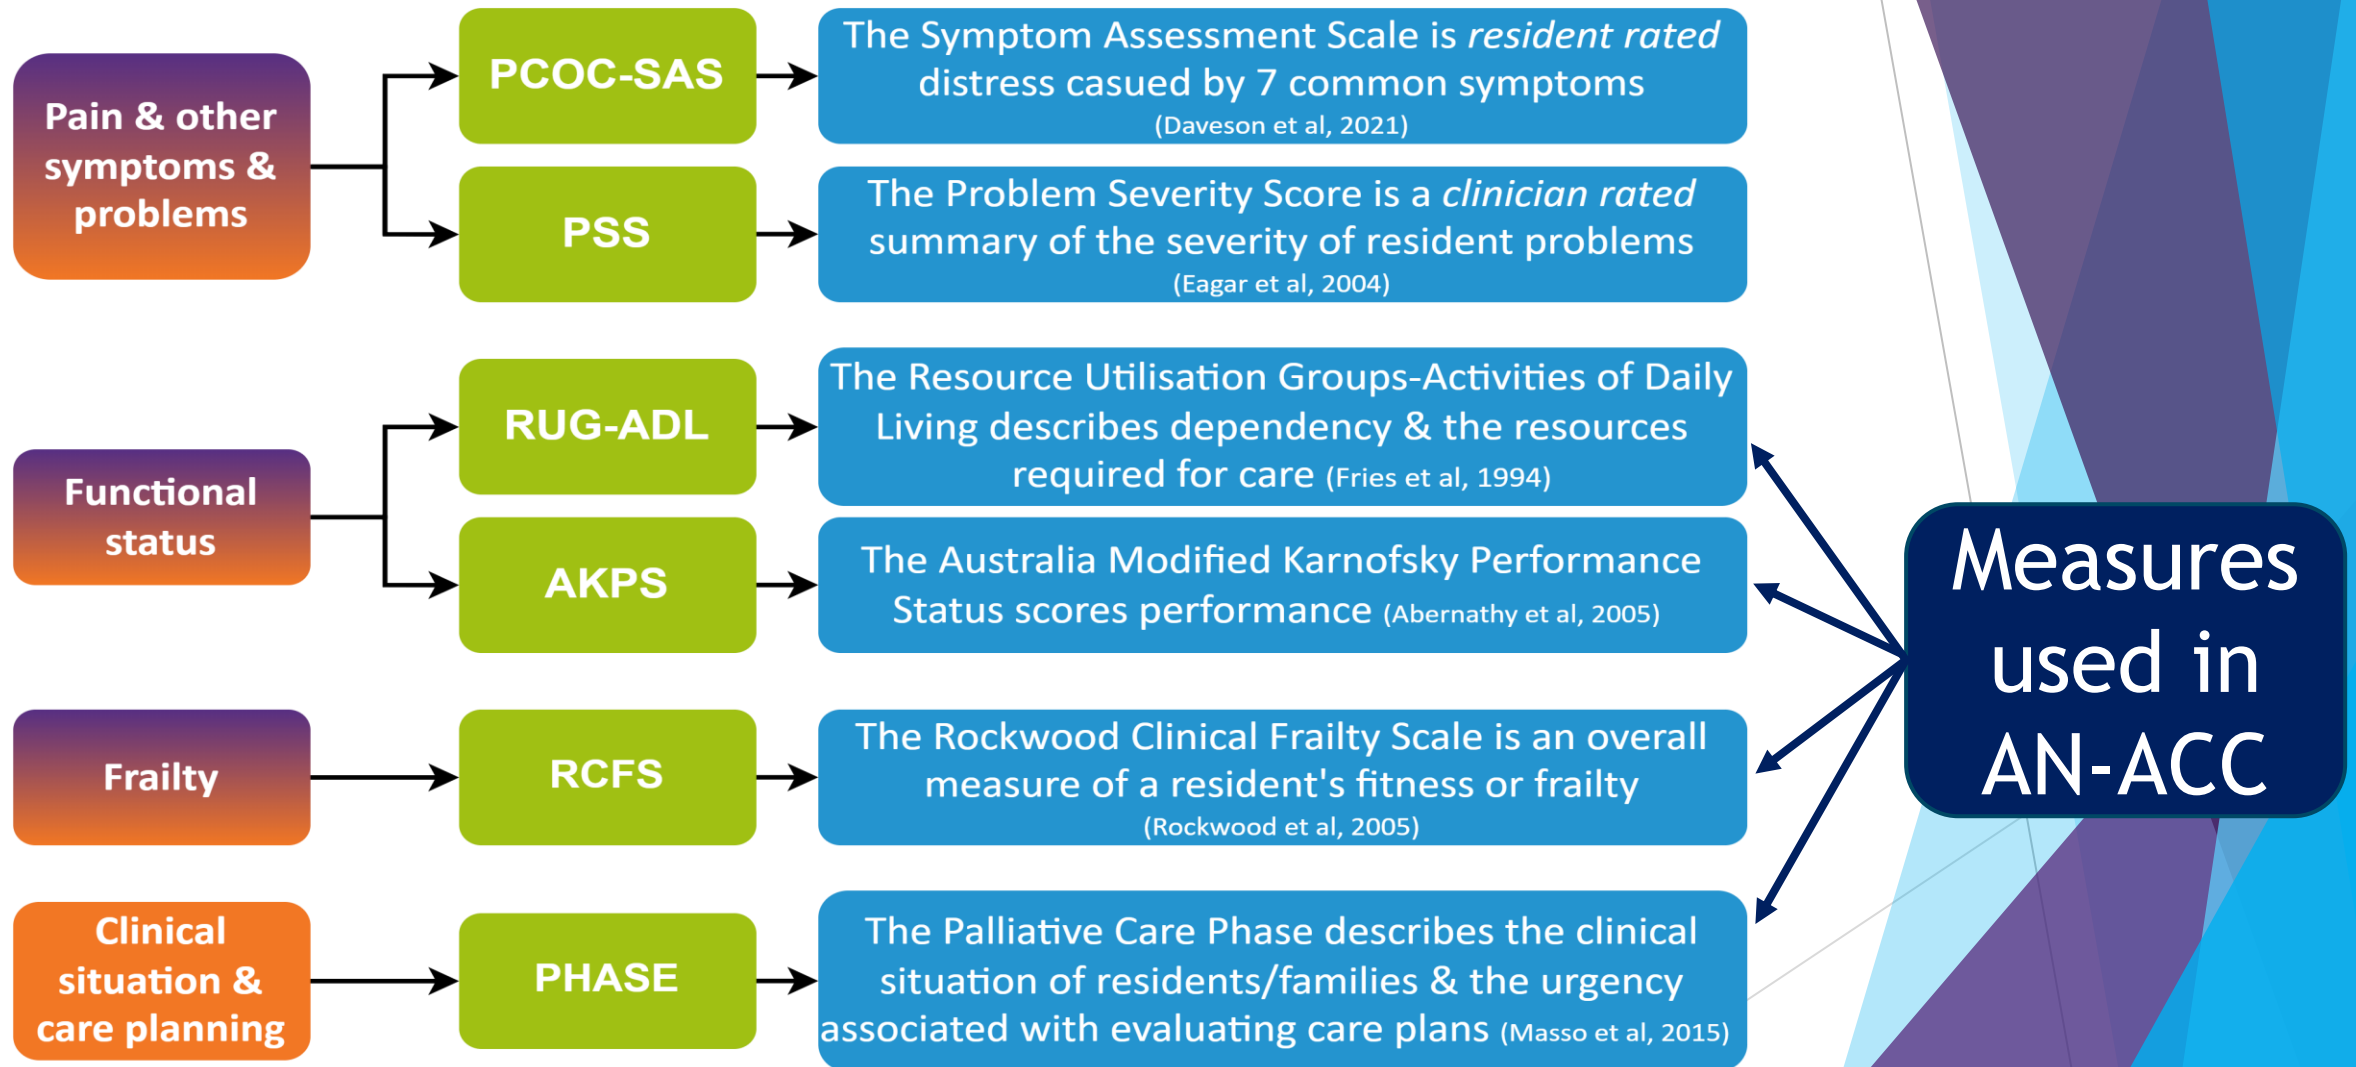 Pain & other
symptoms &
problems
PCOC-SAS
The Symptom Assessment Scale is resident rated
distress casued by 7 common symptoms
(Daveson et al, 2021)
PSS
The Problem Severity Score is a clinician rated
summary of the severity of resident problems
(Eagar et al, 2004)
Functional
status
RUG-ADL
The Resource Utilisation Groups-Activities of Daily
Living describes dependency & the resources
required for care (Fries et al, 1994)
AKPS
The Australia Modified Karnofsky Performance
Status scores performance (Abernathy et al, 2005)
Frailty
RCFS
The Rockwood Clinical Frailty Scale is an overall
measure of a resident's fitness or frailty
(Rockwood et al, 2005)
Clinical
situation &
care planning
PHASE
The Palliative Care Phase describes the clinical
situation of residents/families & the urgency
associated with evaluating care plans (Masso et al, 2015)
Measures
used in
AN-ACC